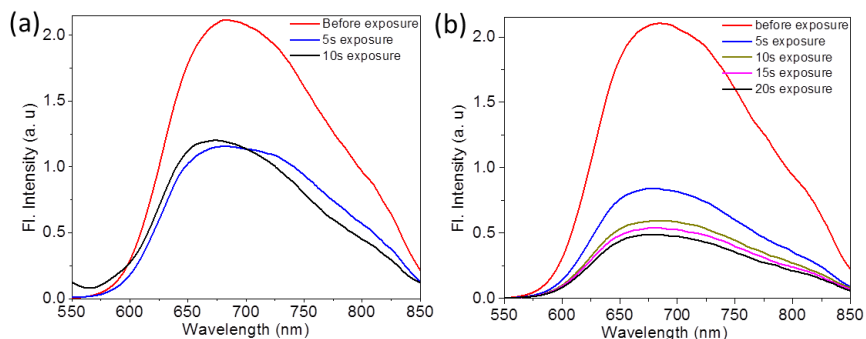 (a)
Before exposure
5s exposure
10s exposure
2.0
1.5
1.0
0.5
0.0
Fl. Intensity (a. u)
550 600 650 700 750 800 850
Wavelength (nm)
(b)
before exposure
5s exposure
10s exposure
15s exposure
20s exposure
2.0
1.5
1.0
0.5
0.0
Fl. Intensity (a. u)
550 600 650 700 750 800 850
Wavelength (nm)